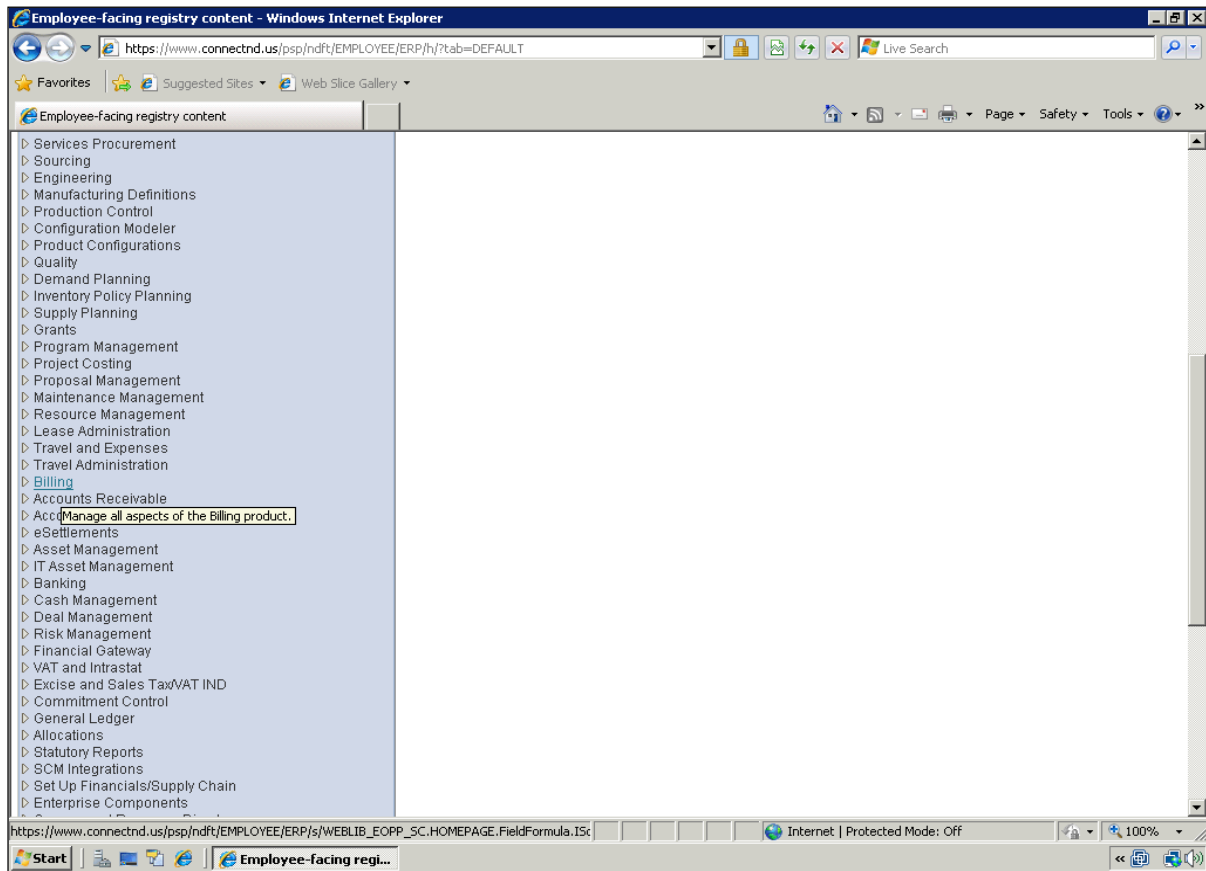 Employee-facing registry content - Windows Internet Explorer
https://www.connectnd.us/psp/ndft/EMPLOYEE/ERP/h/?tab=DEFAULT
Live Search
Favorites Suggested Sites Web Slice Gallery
Employee-facing registry content
Page Safety Tools »
Services Procurement
Sourcing
Engineering
Manufacturing Definitions
Production Control
Configuration Modeler
Product Configurations
Quality
Demand Planning
Inventory Policy Planning
Supply Planning
Grants
Program Management
Project Costing
Proposal Management
Maintenance Management
Resource Management
Lease Administration
Travel and Expenses
Travel Administration
Billing
Accounts Receivable
Manage all aspects of the Billing product.
eSettlements
Asset Management
IT Asset Management
Banking
Cash Management
Deal Management
Risk Management
Financial Gateway
VAT and Intrastat
Excise and Sales Tax/VAT IND
Commitment Control
General Ledger
Allocations
Statutory Reports
SCM Integrations
Set Up Financials/Supply Chain
Enterprise Components
https://www.connectnd.us/psp/ndft/EMPLOYEE/ERP/s/WEBLIB_EOPP_SC.HOMEPAGE.FieldFormula.ISc
Internet | Protected Mode: Off
100%
Start
Employee-facing regi...
«